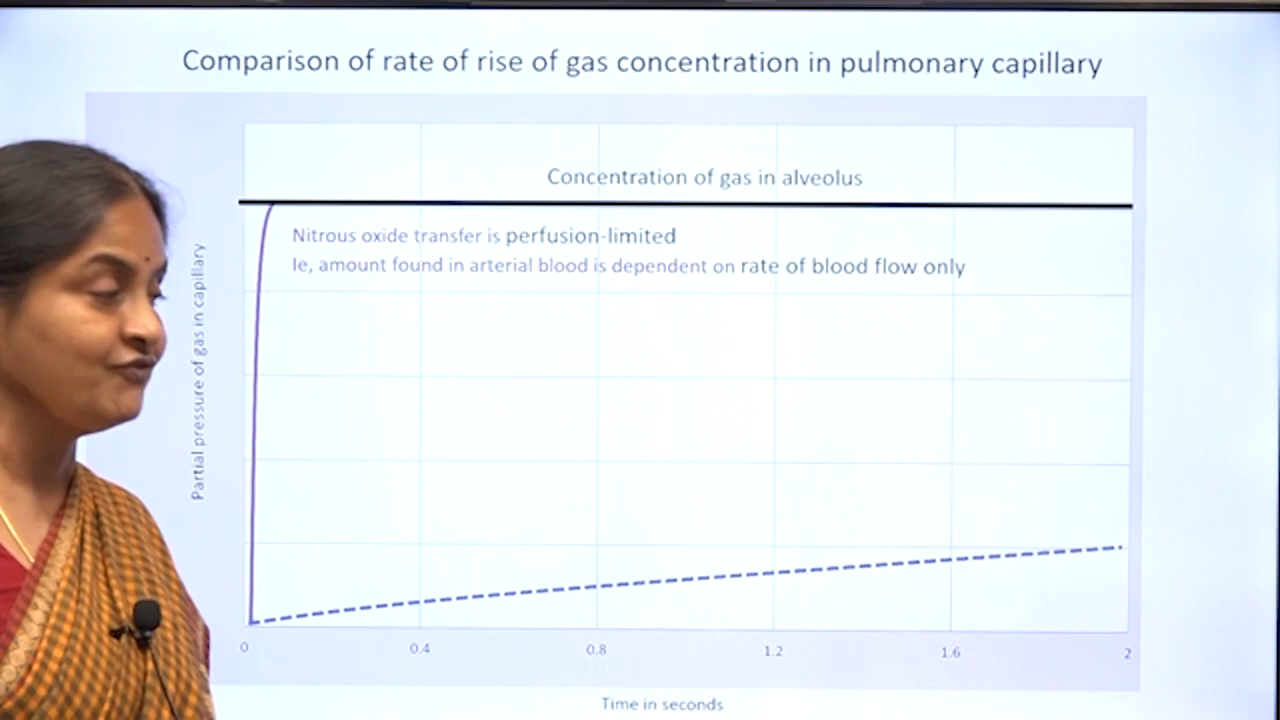 Comparison of rate of rise of gas concentration in pulmonary capillary
Concentration of gas in alveolus
Nitrous oxide transfer is perfusion-limited
Ie, amount found in arterial blood is dependent on rate of blood flow only
Partial pressure of gas in capillary
0 0.4 0.8 1.2 1.6 2
Time in seconds